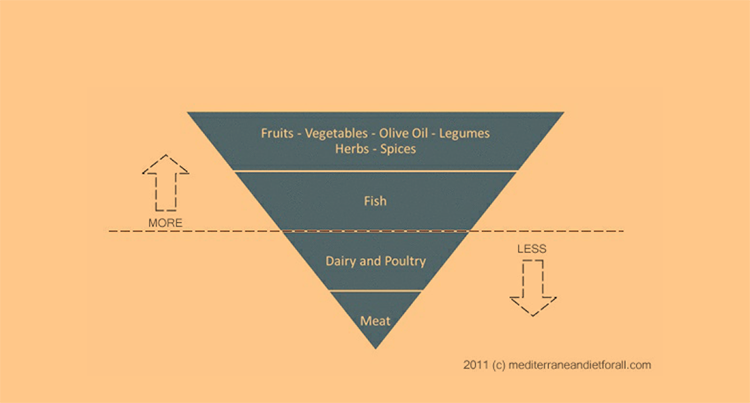 Fruits - Vegetables - Olive Oil - Legumes
Herbs - Spices
Fish
MORE
LESS
Dairy and Poultry
Meat
2011 (c) mediterraneandietforall.com